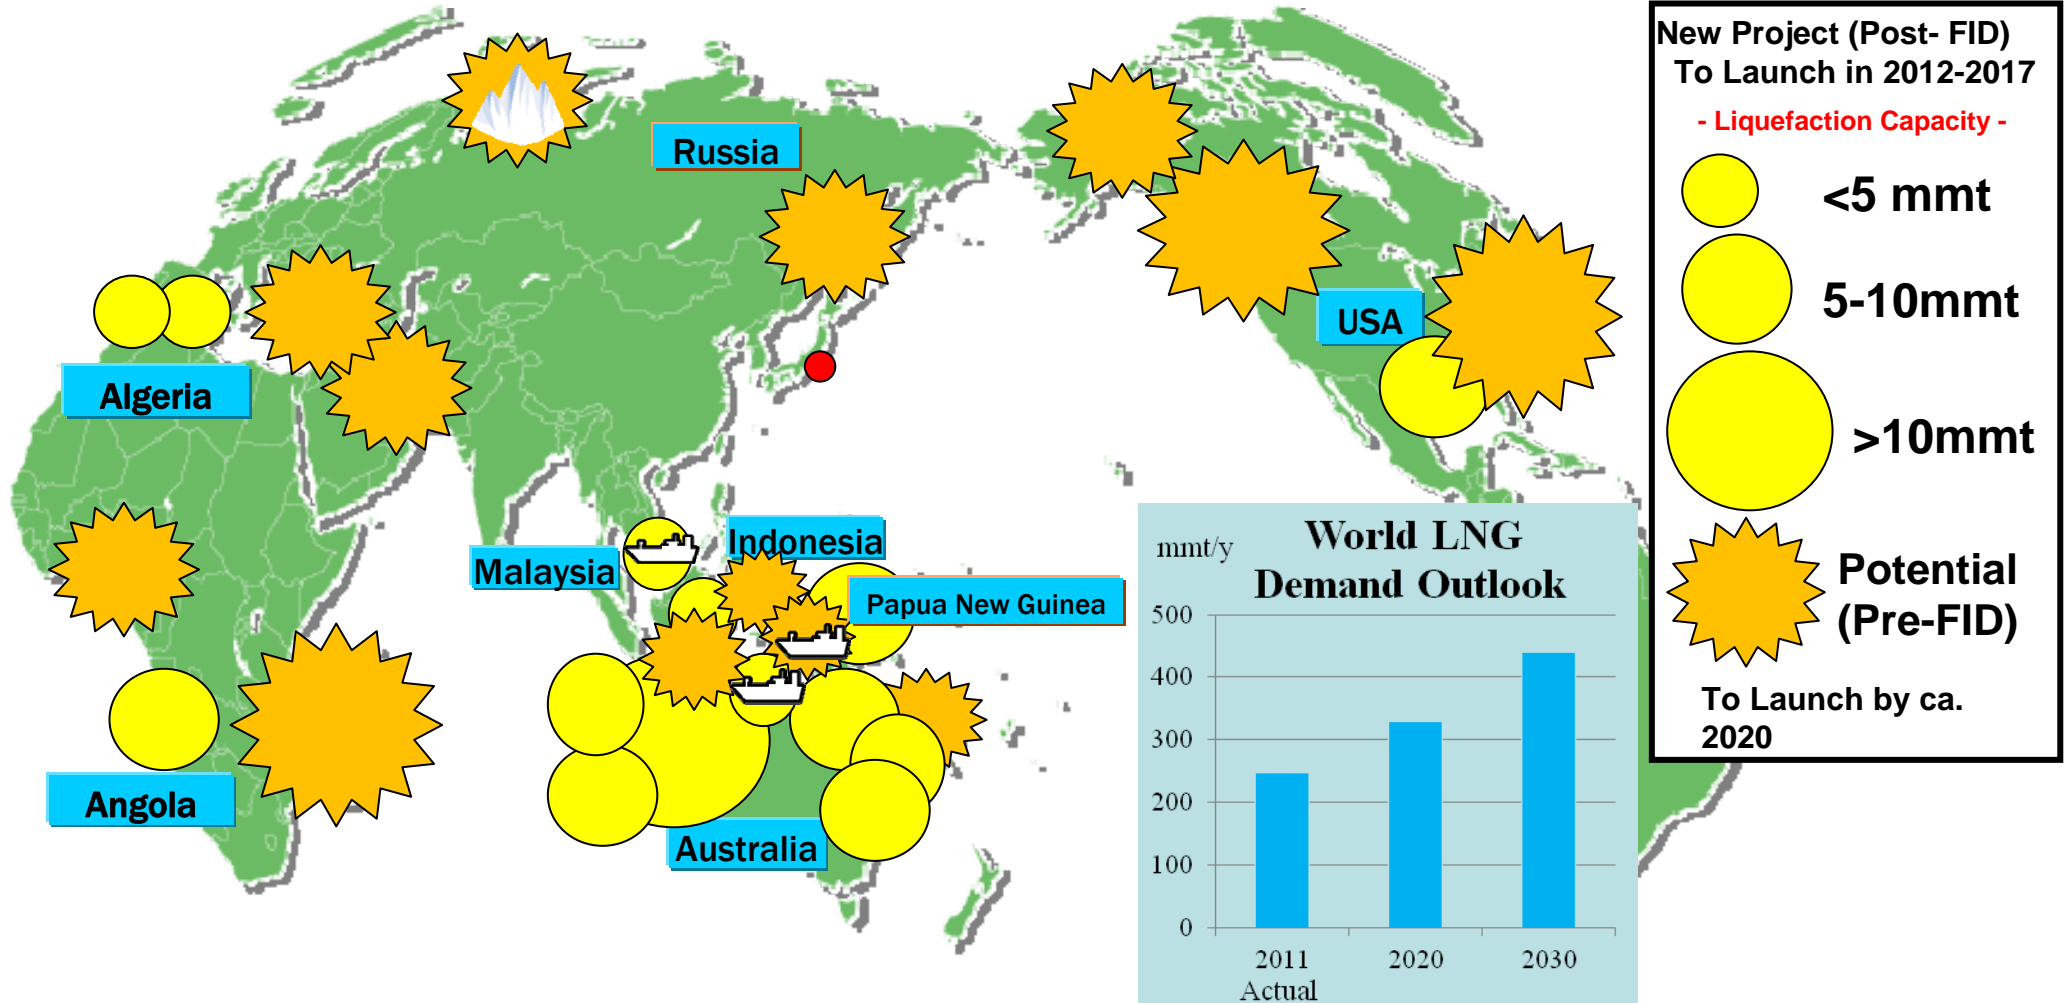 New Project (Post- FID)
To Launch in 2012-2017
- Liquefaction Capacity -
<5 mmt
5-10mmt
>10mmt
Potential
(Pre-FID)
To Launch by ca.
2020
Russia
USA
Algeria
Indonesia
Malaysia
Papua New Guinea
Angola
Australia
World LNG
Demand Outlook
mmt/y
500
400
300
200
100
0
2011
Actual
2020
2030